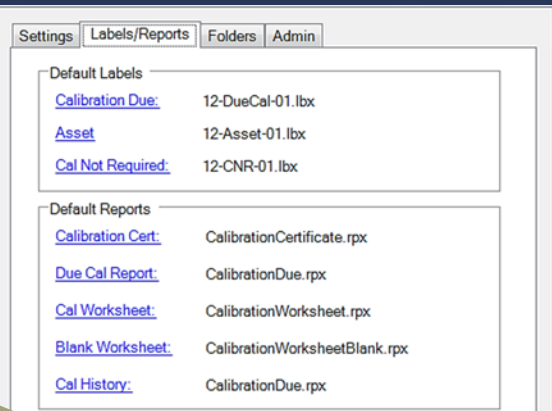 Settings Labels/Reports Folders Admin
Default Labels
Calibration Due: 12-DueCal-01.lbx
Asset 12-Asset-01.lbx
Cal Not Required: 12-CNR-01.lbx
Default Reports
Calibration Cert: CalibrationCertificate.rpx
Due Cal Report: CalibrationDue.rpx
Cal Worksheet: CalibrationWorksheet.rpx
Blank Worksheet: CalibrationWorksheetBlank.rpx
Cal History: CalibrationDue.rpx